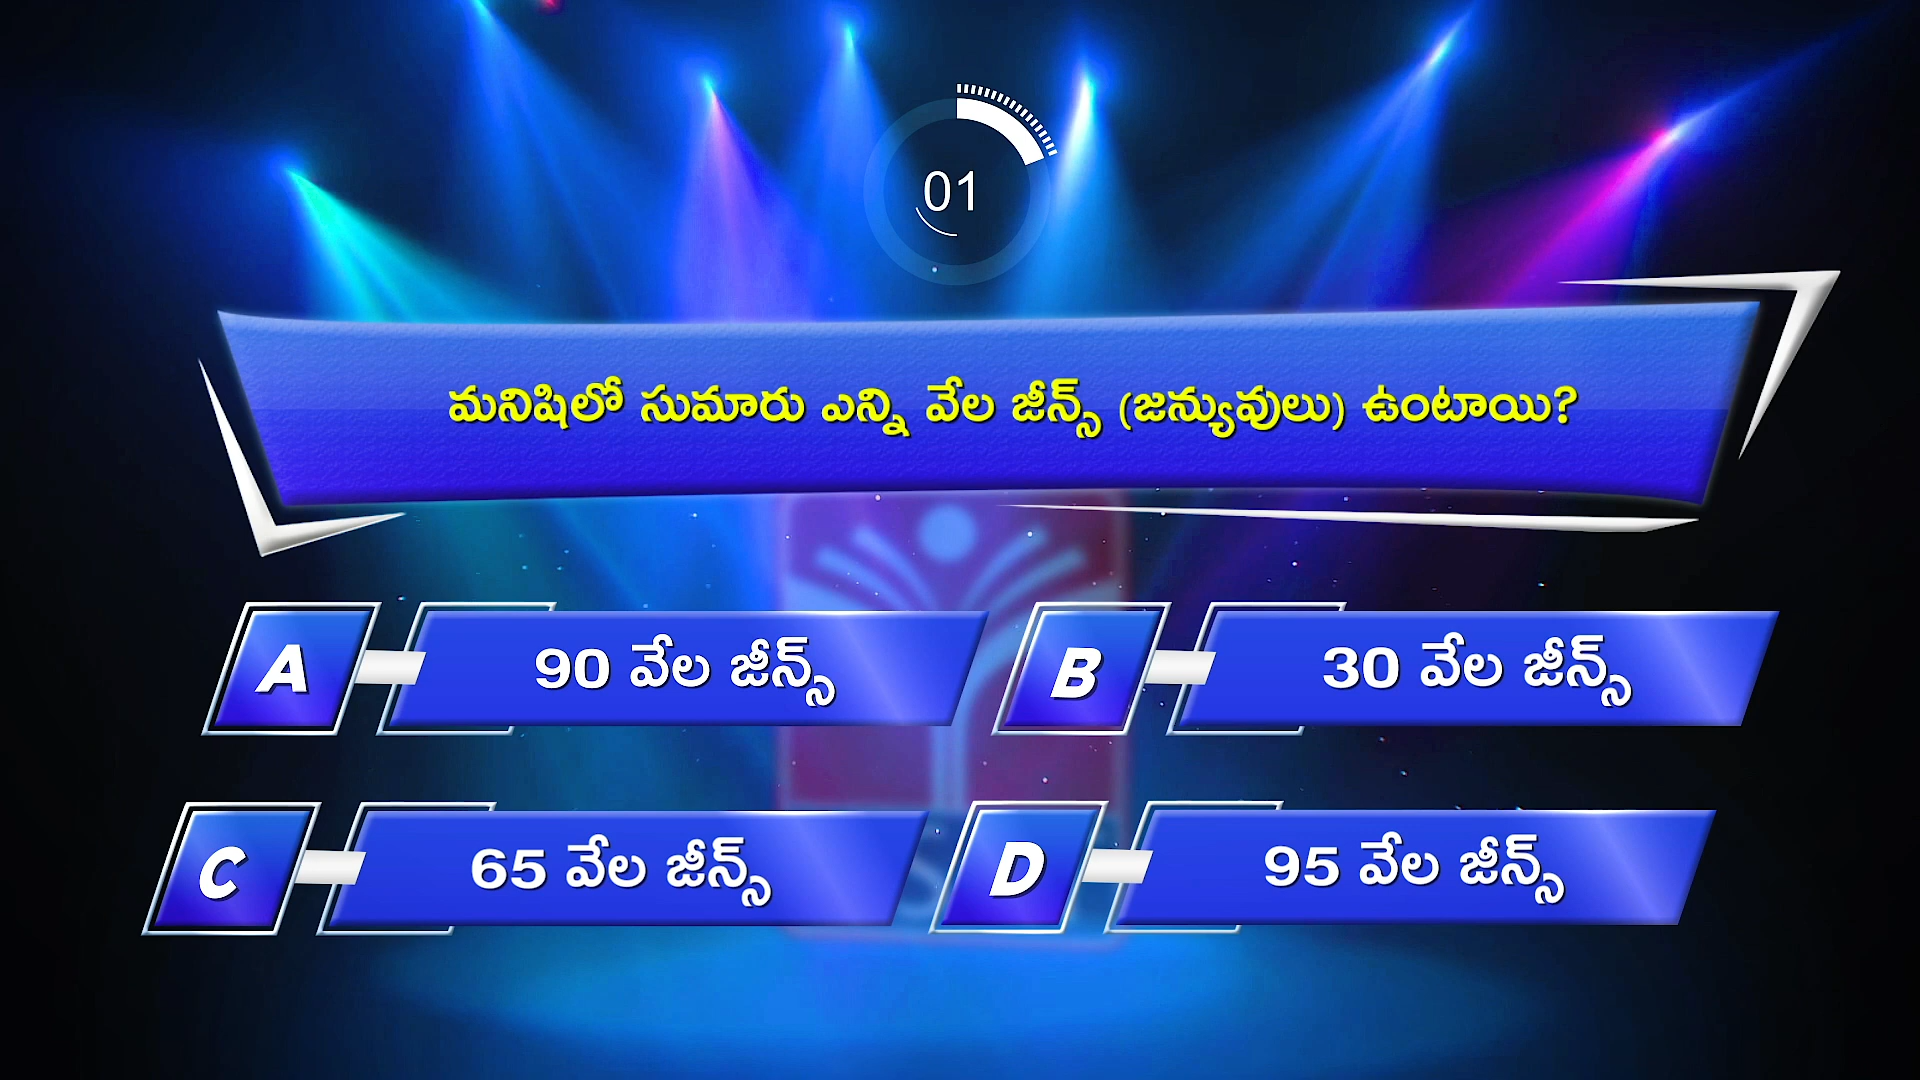 01
మనిషిలో సుమారు ఎన్ని వేల జీన్స్ (జన్యువులు) ఉంటాయి?
A 90 వేల జీన్స్
B 30 వేల జీన్స్
C 65 వేల జీన్స్
D 95 వేల జీన్స్